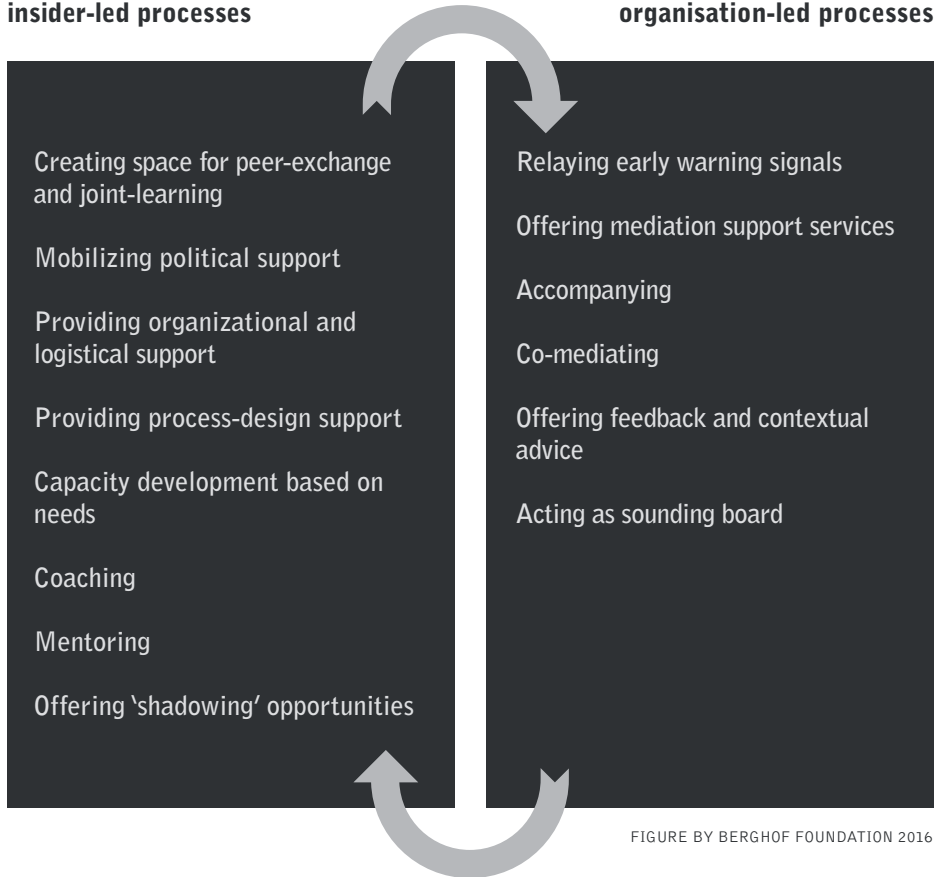 insider-led processes
organisation-led processes
Creating space for peer-exchange
and joint-learning
Mobilizing political support
Providing organizational and
logistical support
Providing process-design support
Capacity development based on
needs
Coaching
Mentoring
Offering ‘shadowing’ opportunities
Relaying early warning signals
Offering mediation support services
Accompanying
Co-mediating
Offering feedback and contextual
advice
Acting as sounding board
FIGURE BY BERGHOF FOUNDATION 2016